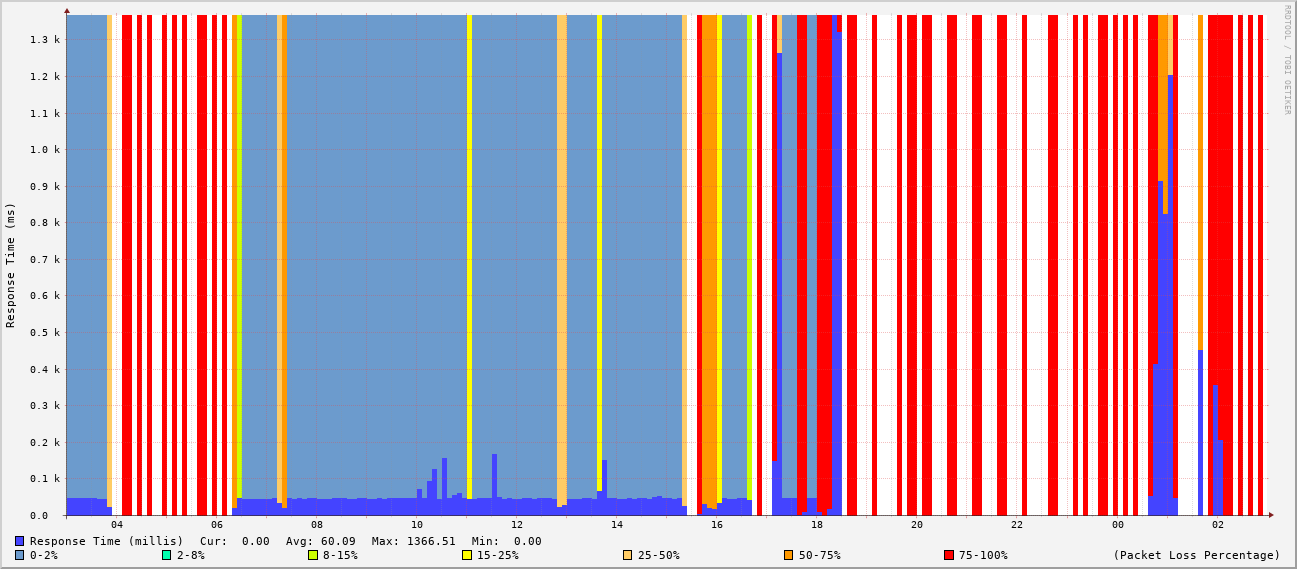 RRDTOOL / TOBI OETIKER
Response Time (ms)
1.3 k
1.2 k
1.1 k
1.0 k
0.9 k
0.8 k
0.7 k
0.6 k
0.5 k
0.4 k
0.3 k
0.2 k
0.1 k
0.0
04 06 08 10 12 14 16 18 20 22 00 02
Response Time (millis) Cur: 0.00 Avg: 60.09 Max: 1366.51 Min: 0.00
0-2% 2-8% 8-15% 15-25% 25-50% 50-75% 75-100% (Packet Loss Percentage)